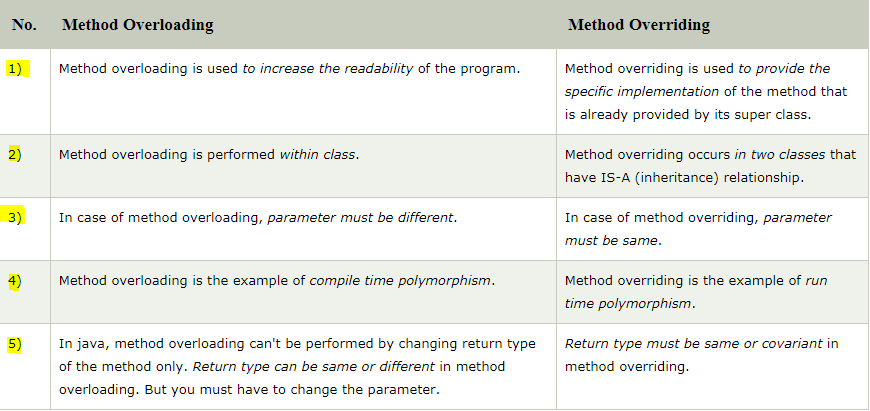 No. Method Overloading Method Overriding
1) Method overloading is used to increase the readability of the program.
Method overriding is used to provide the
specific implementation of the method that
is already provided by its super class.
2) Method overloading is performed within class.
Method overriding occurs in two classes that
have IS-A (inheritance) relationship.
3) In case of method overloading, parameter must be different.
In case of method overriding, parameter
must be same.
4) Method overloading is the example of compile time polymorphism.
Method overriding is the example of run
time polymorphism.
5) In java, method overloading can't be performed by changing return type
of the method only. Return type can be same or different in method
overloading. But you must have to change the parameter.
Return type must be same or covariant in
method overriding.